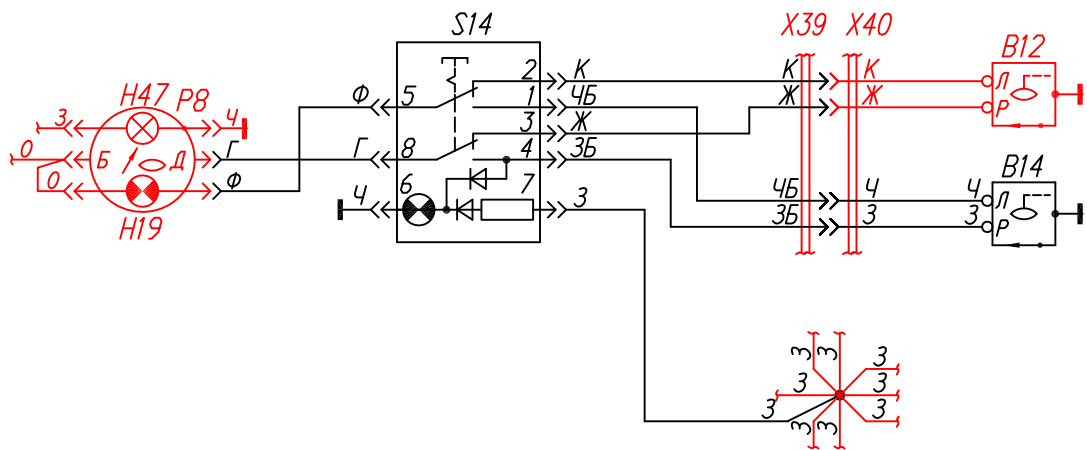 S14
X39 X40
B12
2 К К К Л
H47 P8
Ф 5 1 ЧБ Ж Ж Р
З Ч
3 Ж
О Б Д Г Г 8 4 ЗБ
B14
О Ф Ч 6 7 З ЧБ Ч Ч Л
ЗБ З З Р
H19
З З З
З З
З З
З З